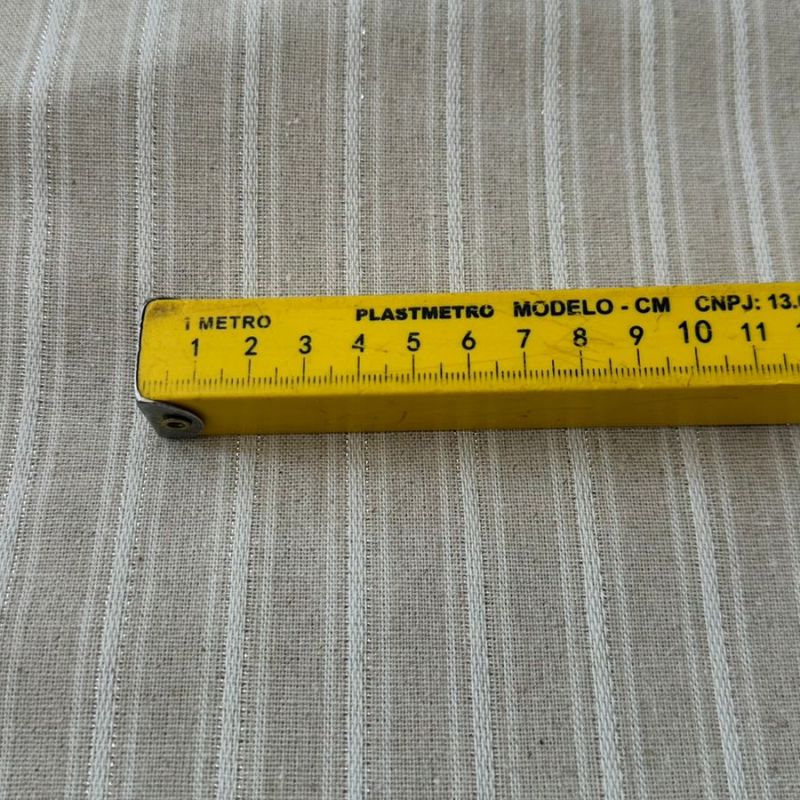 1 METRO PLASTMETRO MODELO - CM CNPJ: 13.
1 2 3 4 5 6 7 8 9 10 11